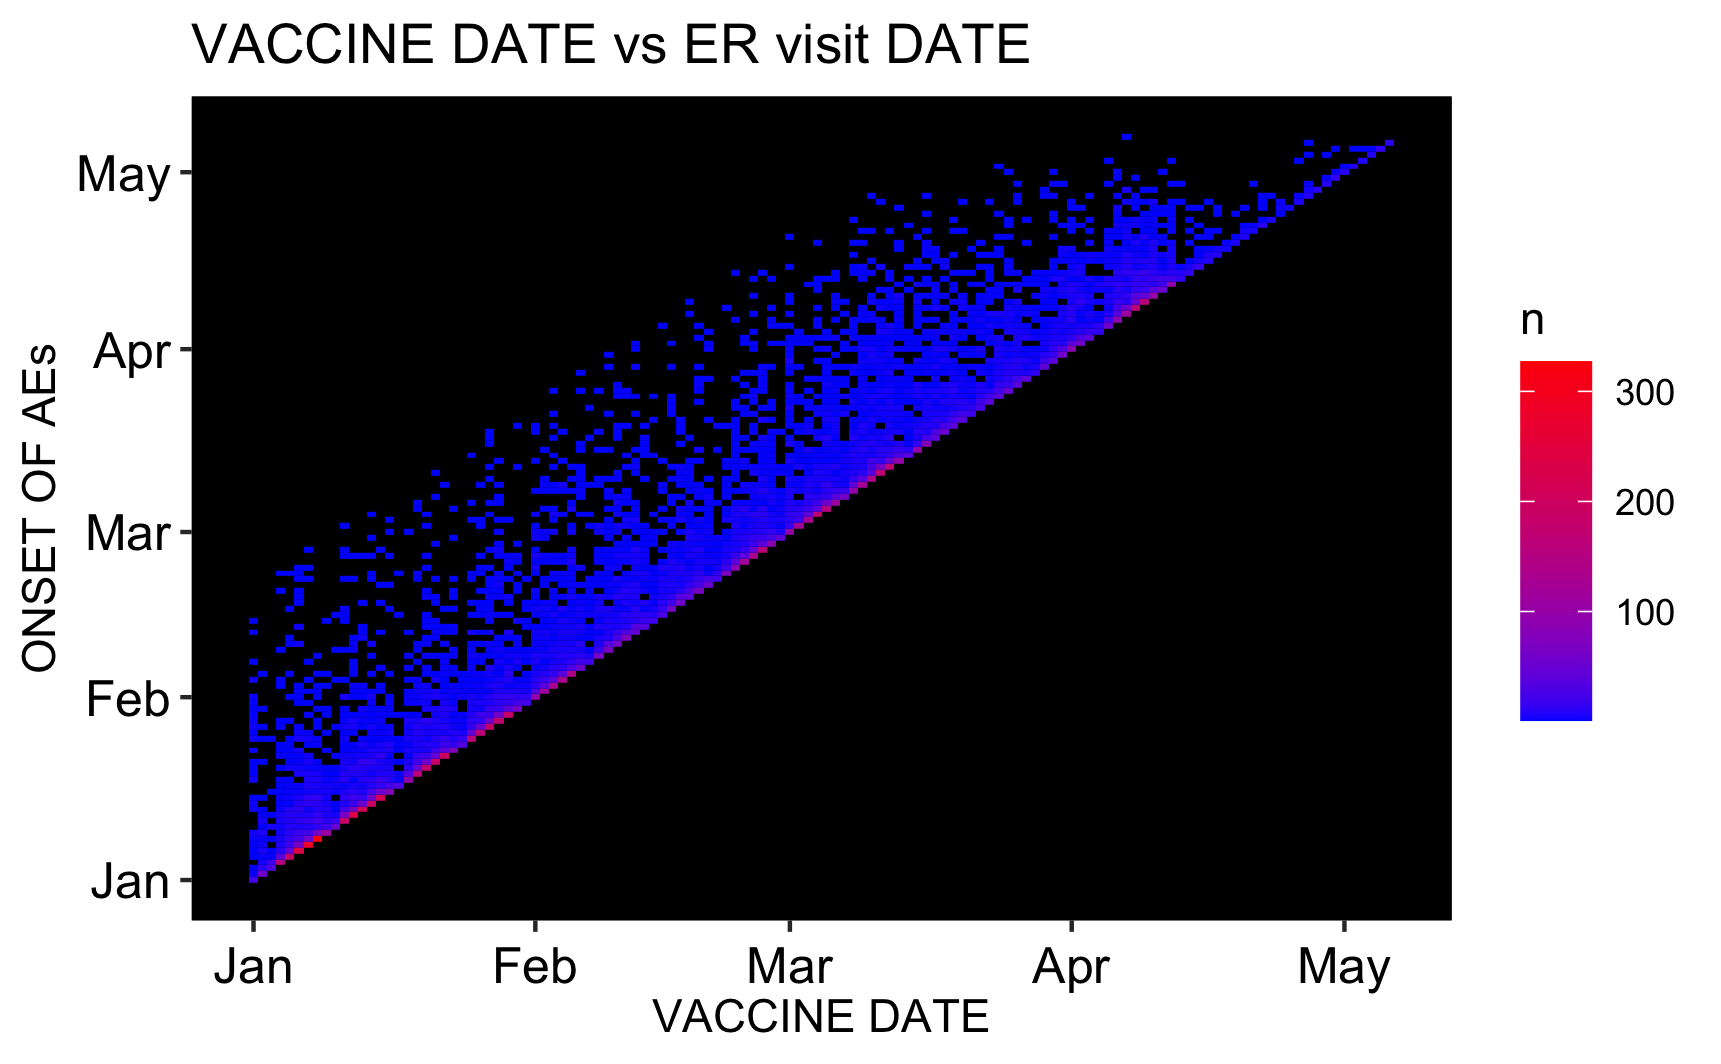 VACCINE DATE vs ER visit DATE
ONSET OF AEs
May
Apr
Mar
Feb
Jan
Jan Feb Mar Apr May
VACCINE DATE
n
300
200
100